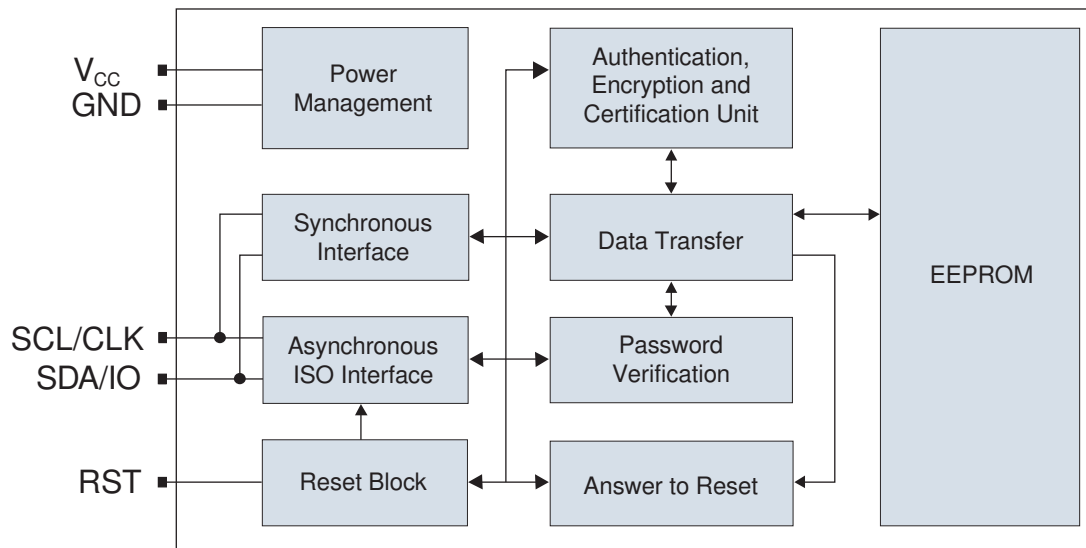 V_CC
GND
SCL/CLK
SDA/IO
RST
Power
Management
Synchronous
Interface
Asynchronous
ISO Interface
Reset Block
Authentication,
Encryption and
Certification Unit
Data Transfer
Password
Verification
Answer to Reset
EEPROM